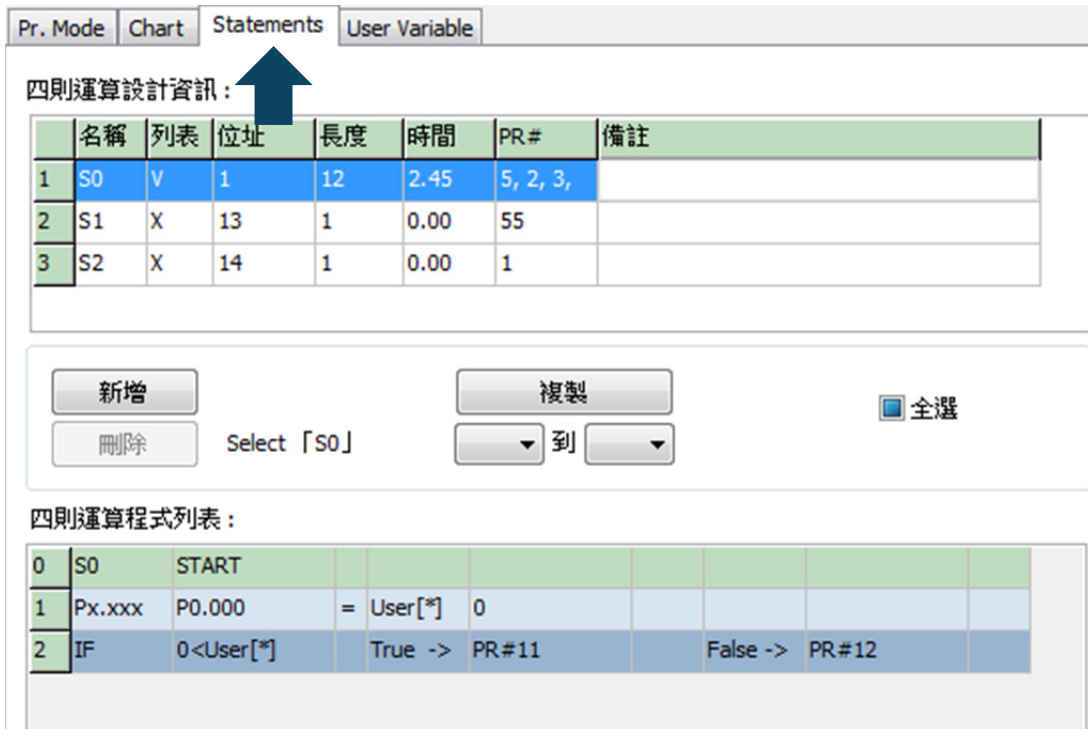 Pr. Mode Chart Statements User Variable
四則運算設計資訊：
名稱 列表 位址 長度 時間 PR# 備註
1 S0 V 1 12 2.45 5, 2, 3,
2 S1 X 13 1 0.00 55
3 S2 X 14 1 0.00 1
新增 複製 全選
刪除 Select「S0」 到
四則運算程式列表：
0 S0 START
1 Px.xxx P0.000 = User[*] 0
2 IF 0<User[*] True -> PR#11 False -> PR#12